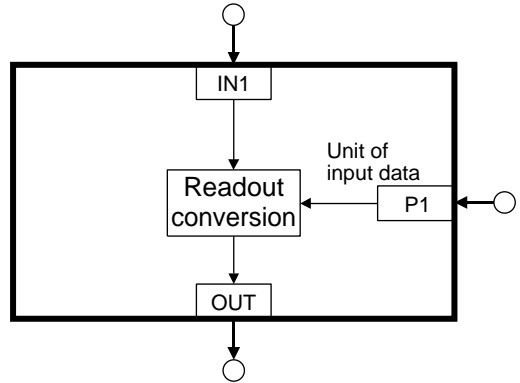 IN1
Unit of
input data
Readout
conversion
P1
OUT